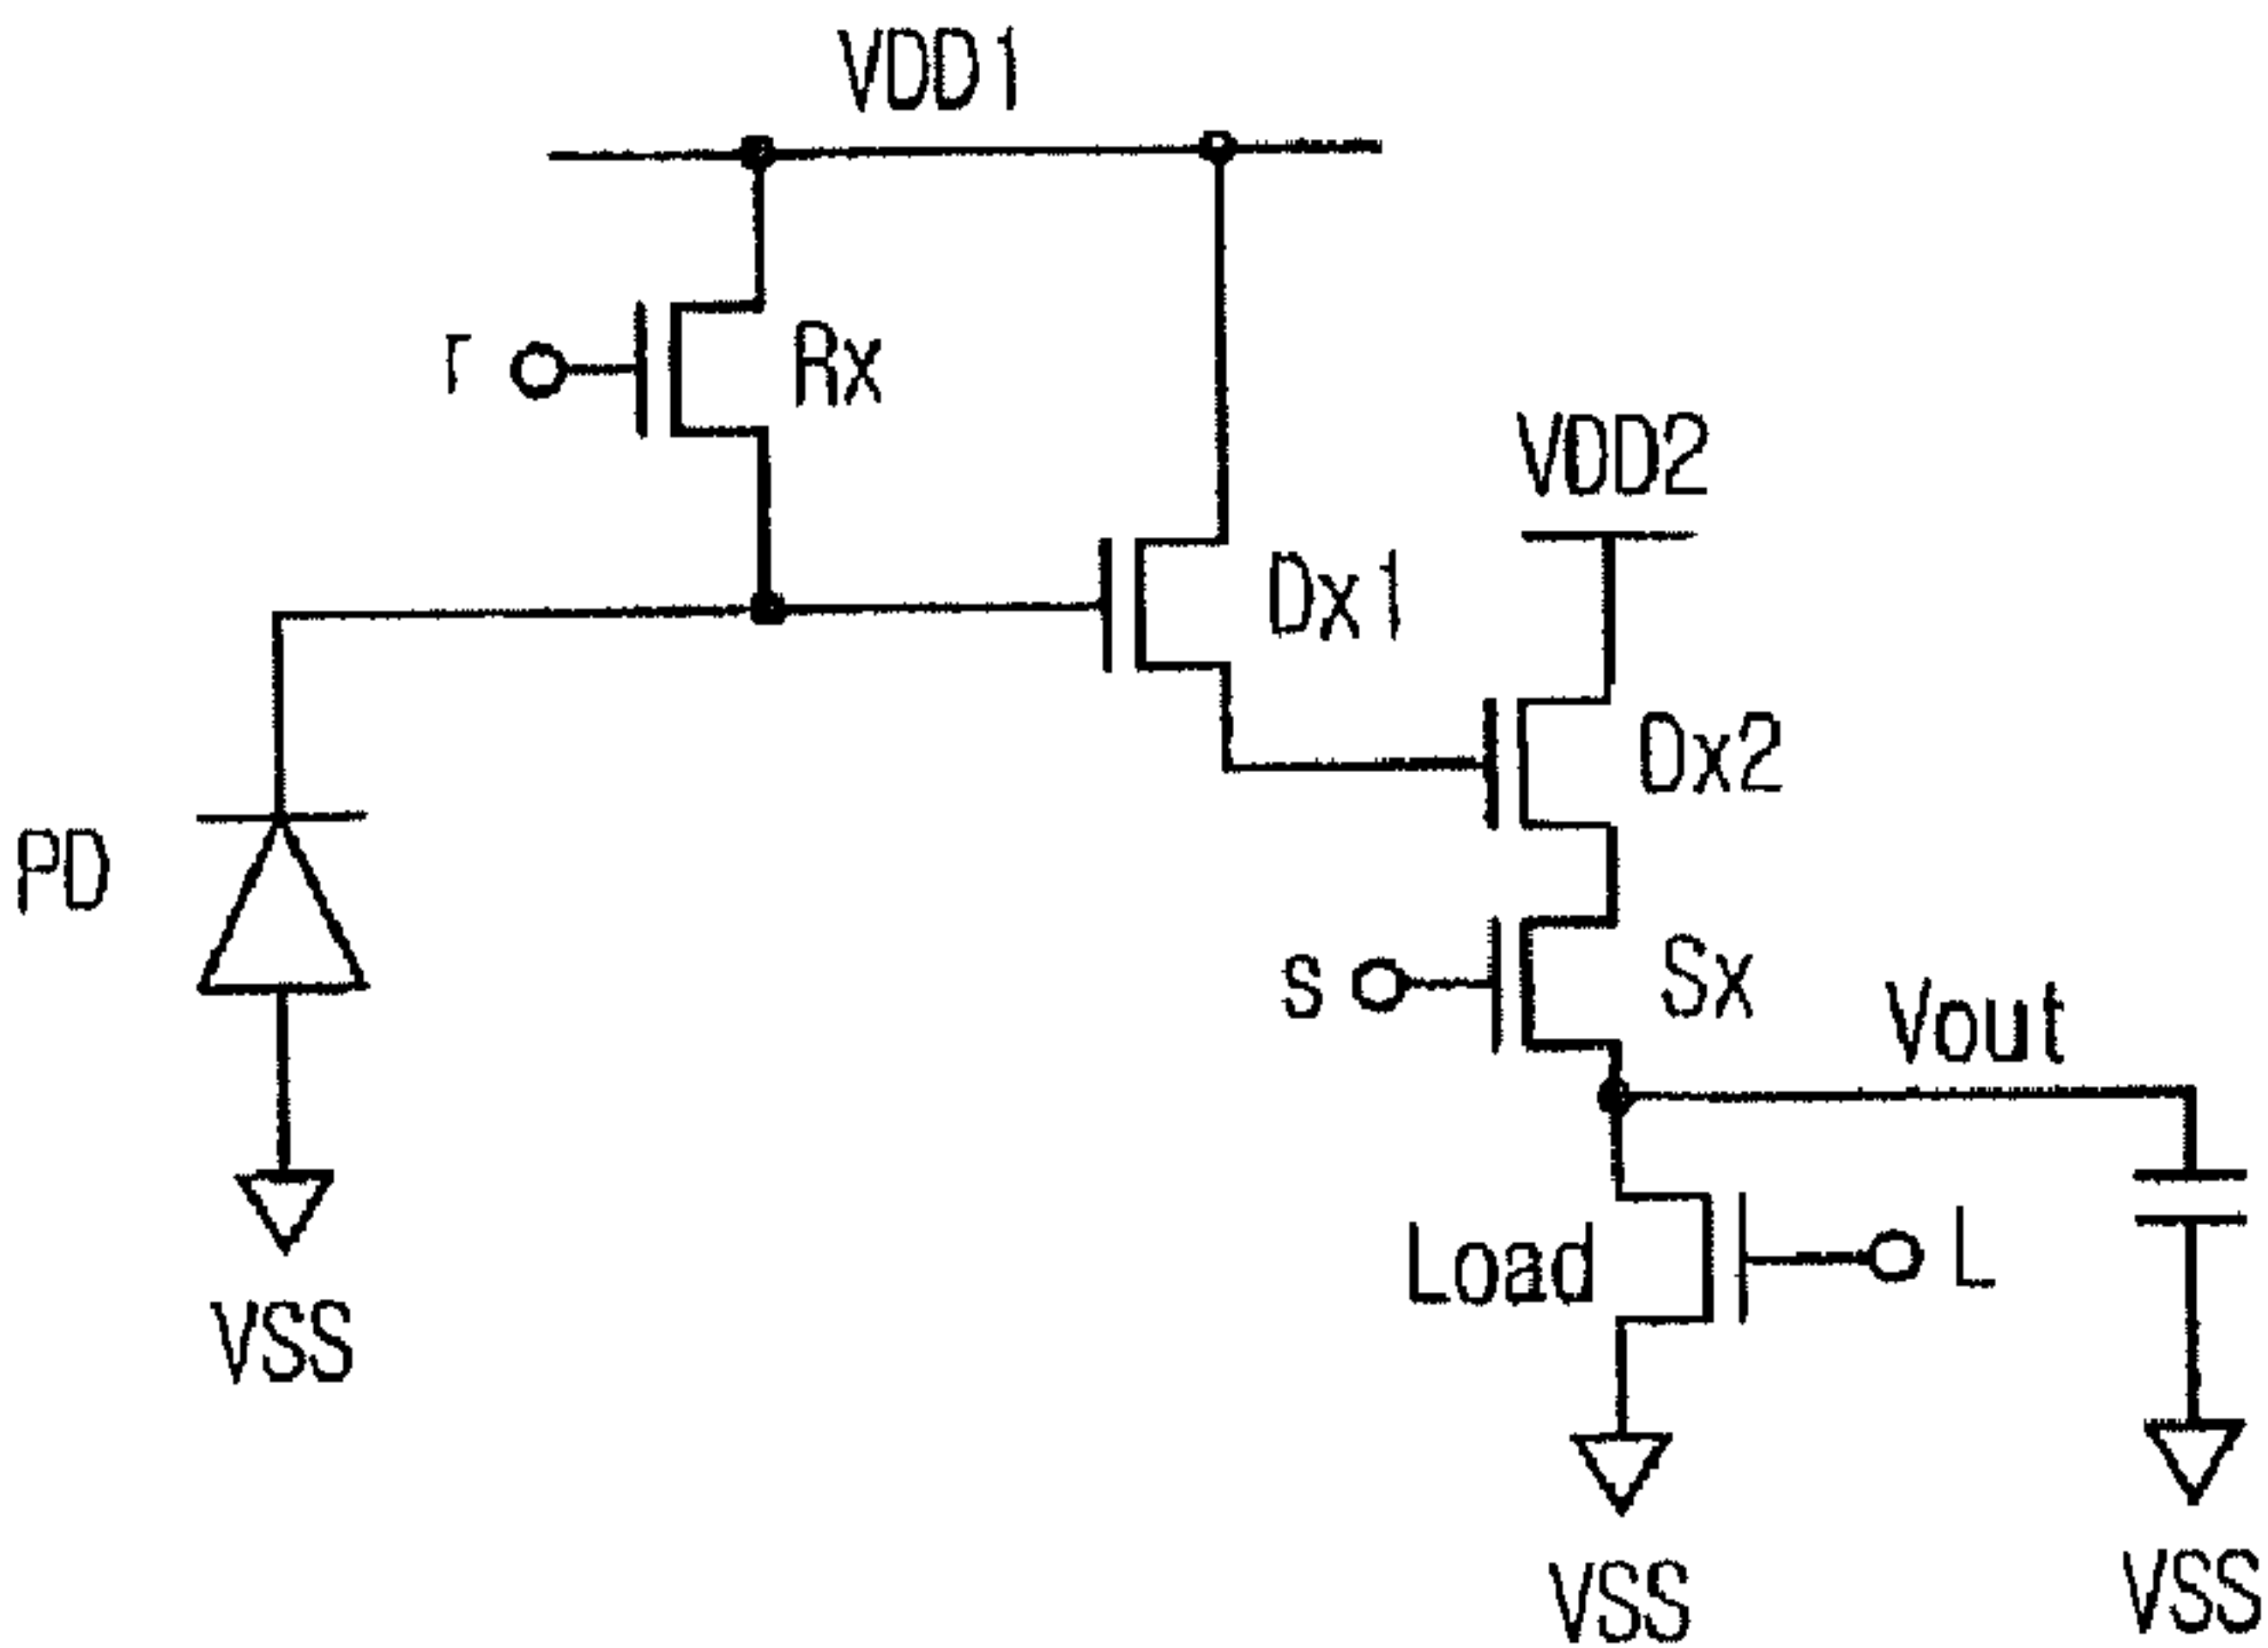 VDD1
r
Rx
VDD2
Dx1
Dx2
PD
s
Sx
Vout
Load
L
VSS
VSS
VSS